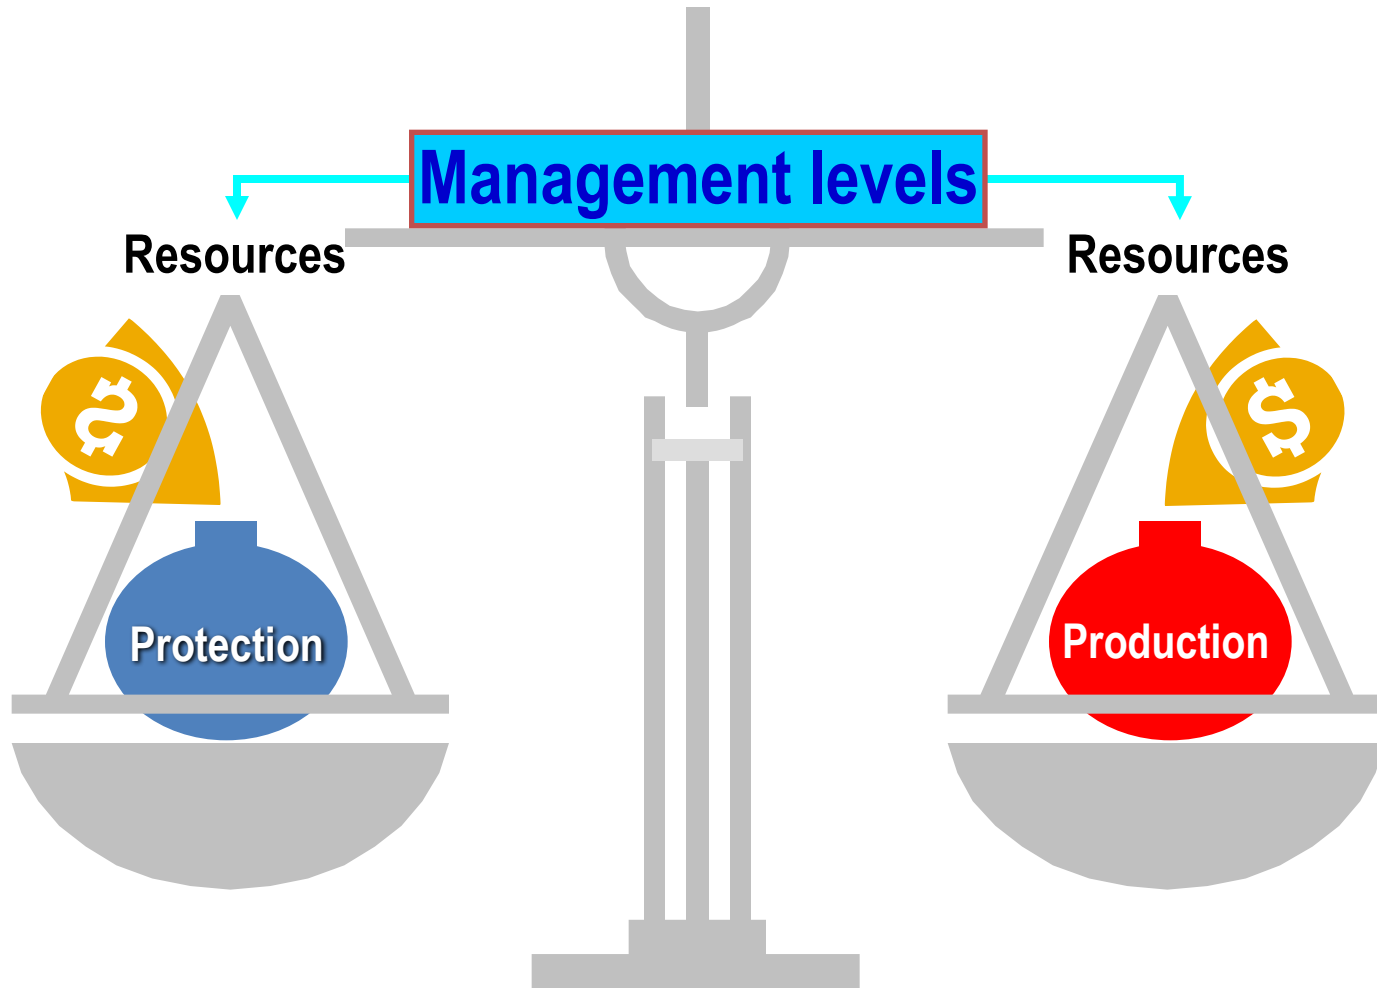 Management levels
Resources
Resources
$
$
Protection
Production